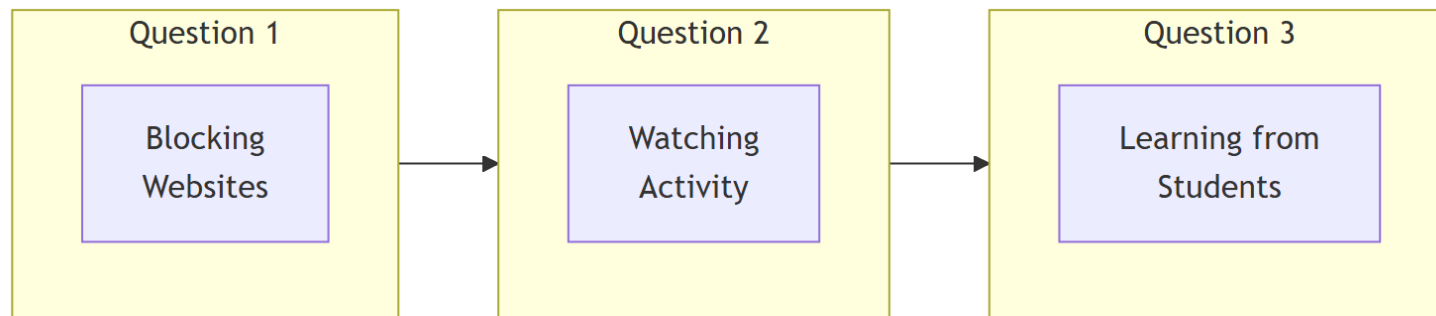 Question 1
Blocking
Websites
Question 2
Watching
Activity
Question 3
Learning from
Students